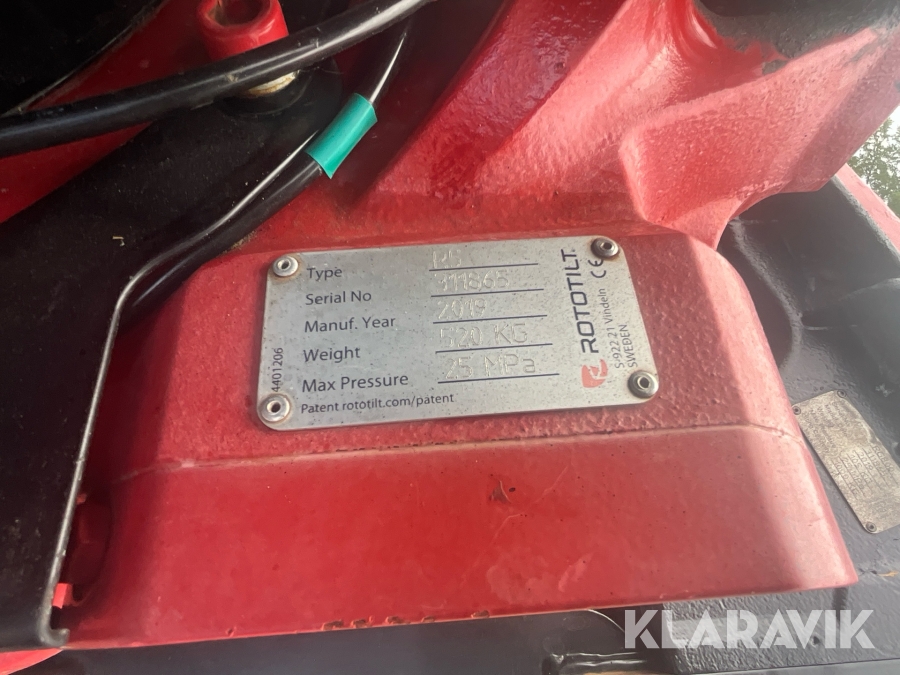 Type
Serial No 111865
Manuf. Year 2019
Weight 520 KG
Max Pressure 25 MPa
Patent rototilt.com/patent
4401206
ROTOTILT. CE
S-922 21 Vindeln
SWEDEN
KLARAVIK